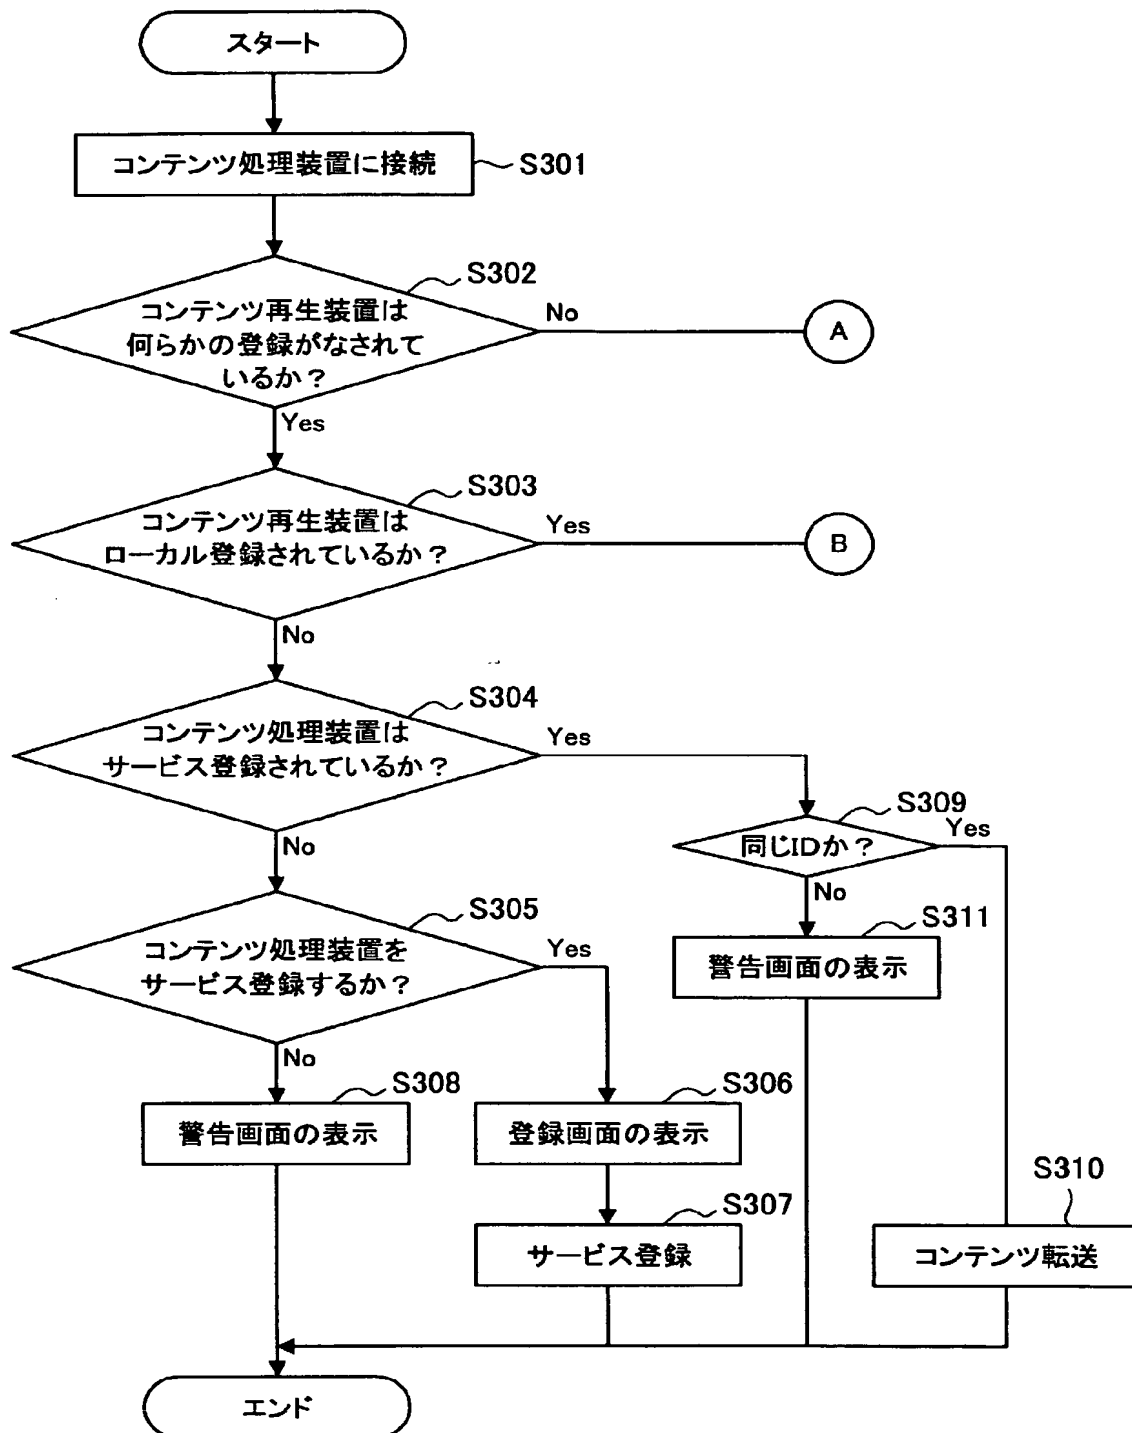 スタート
コンテンツ処理装置に接続
S301
S302
コンテンツ再生装置は
何らかの登録がなされて
いるか?
No
A
Yes
S303
コンテンツ再生装置は
ローカル登録されているか?
Yes
B
No
S304
コンテンツ処理装置は
サービス登録されているか?
Yes
S309
同じIDか?
Yes
No
No
S305
コンテンツ処理装置を
サービス登録するか?
Yes
S311
警告画面の表示
No
S308
警告画面の表示
S306
登録画面の表示
S307
サービス登録
S310
コンテンツ転送
エンド